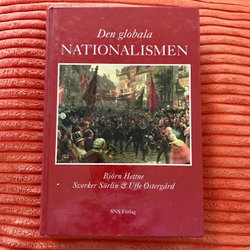 Den globala
NATIONALISMEN
Björn Hettne
Sverker Sörlin & Uffe Østergård
SNS Förlag